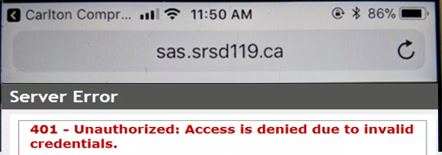 Carlton Compr... 11:50 AM 86%
sas.srsd119.ca
Server Error
401 - Unauthorized: Access is denied due to invalid
credentials.